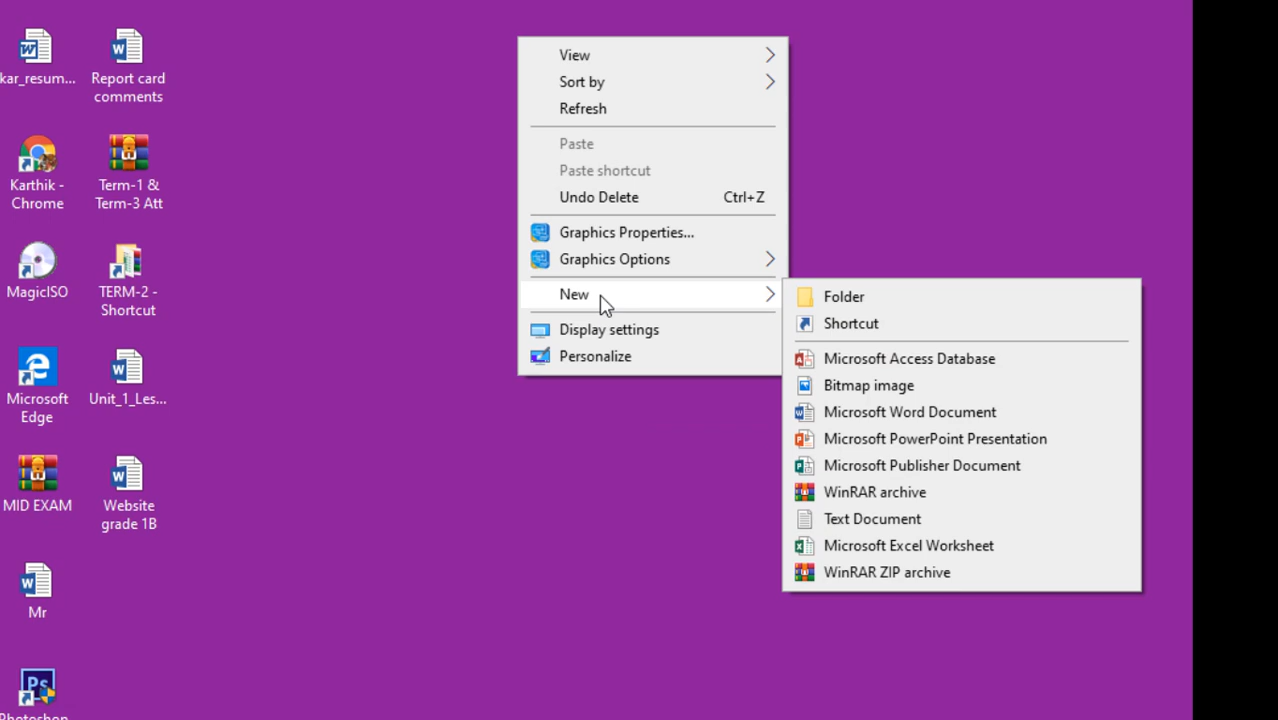 kar_resum...
Report card
comments
Karthik -
Chrome
Term-1 &
Term-3 Att
MagicISO
TERM-2 -
Shortcut
Microsoft
Edge
Unit_1_Les...
MID EXAM
Website
grade 1B
Mr
Ps
Photoshop
View
Sort by
Refresh
Paste
Paste shortcut
Undo Delete Ctrl+Z
Graphics Properties...
Graphics Options
New
Display settings
Personalize
Folder
Shortcut
Microsoft Access Database
Bitmap image
Microsoft Word Document
Microsoft PowerPoint Presentation
Microsoft Publisher Document
WinRAR archive
Text Document
Microsoft Excel Worksheet
WinRAR ZIP archive